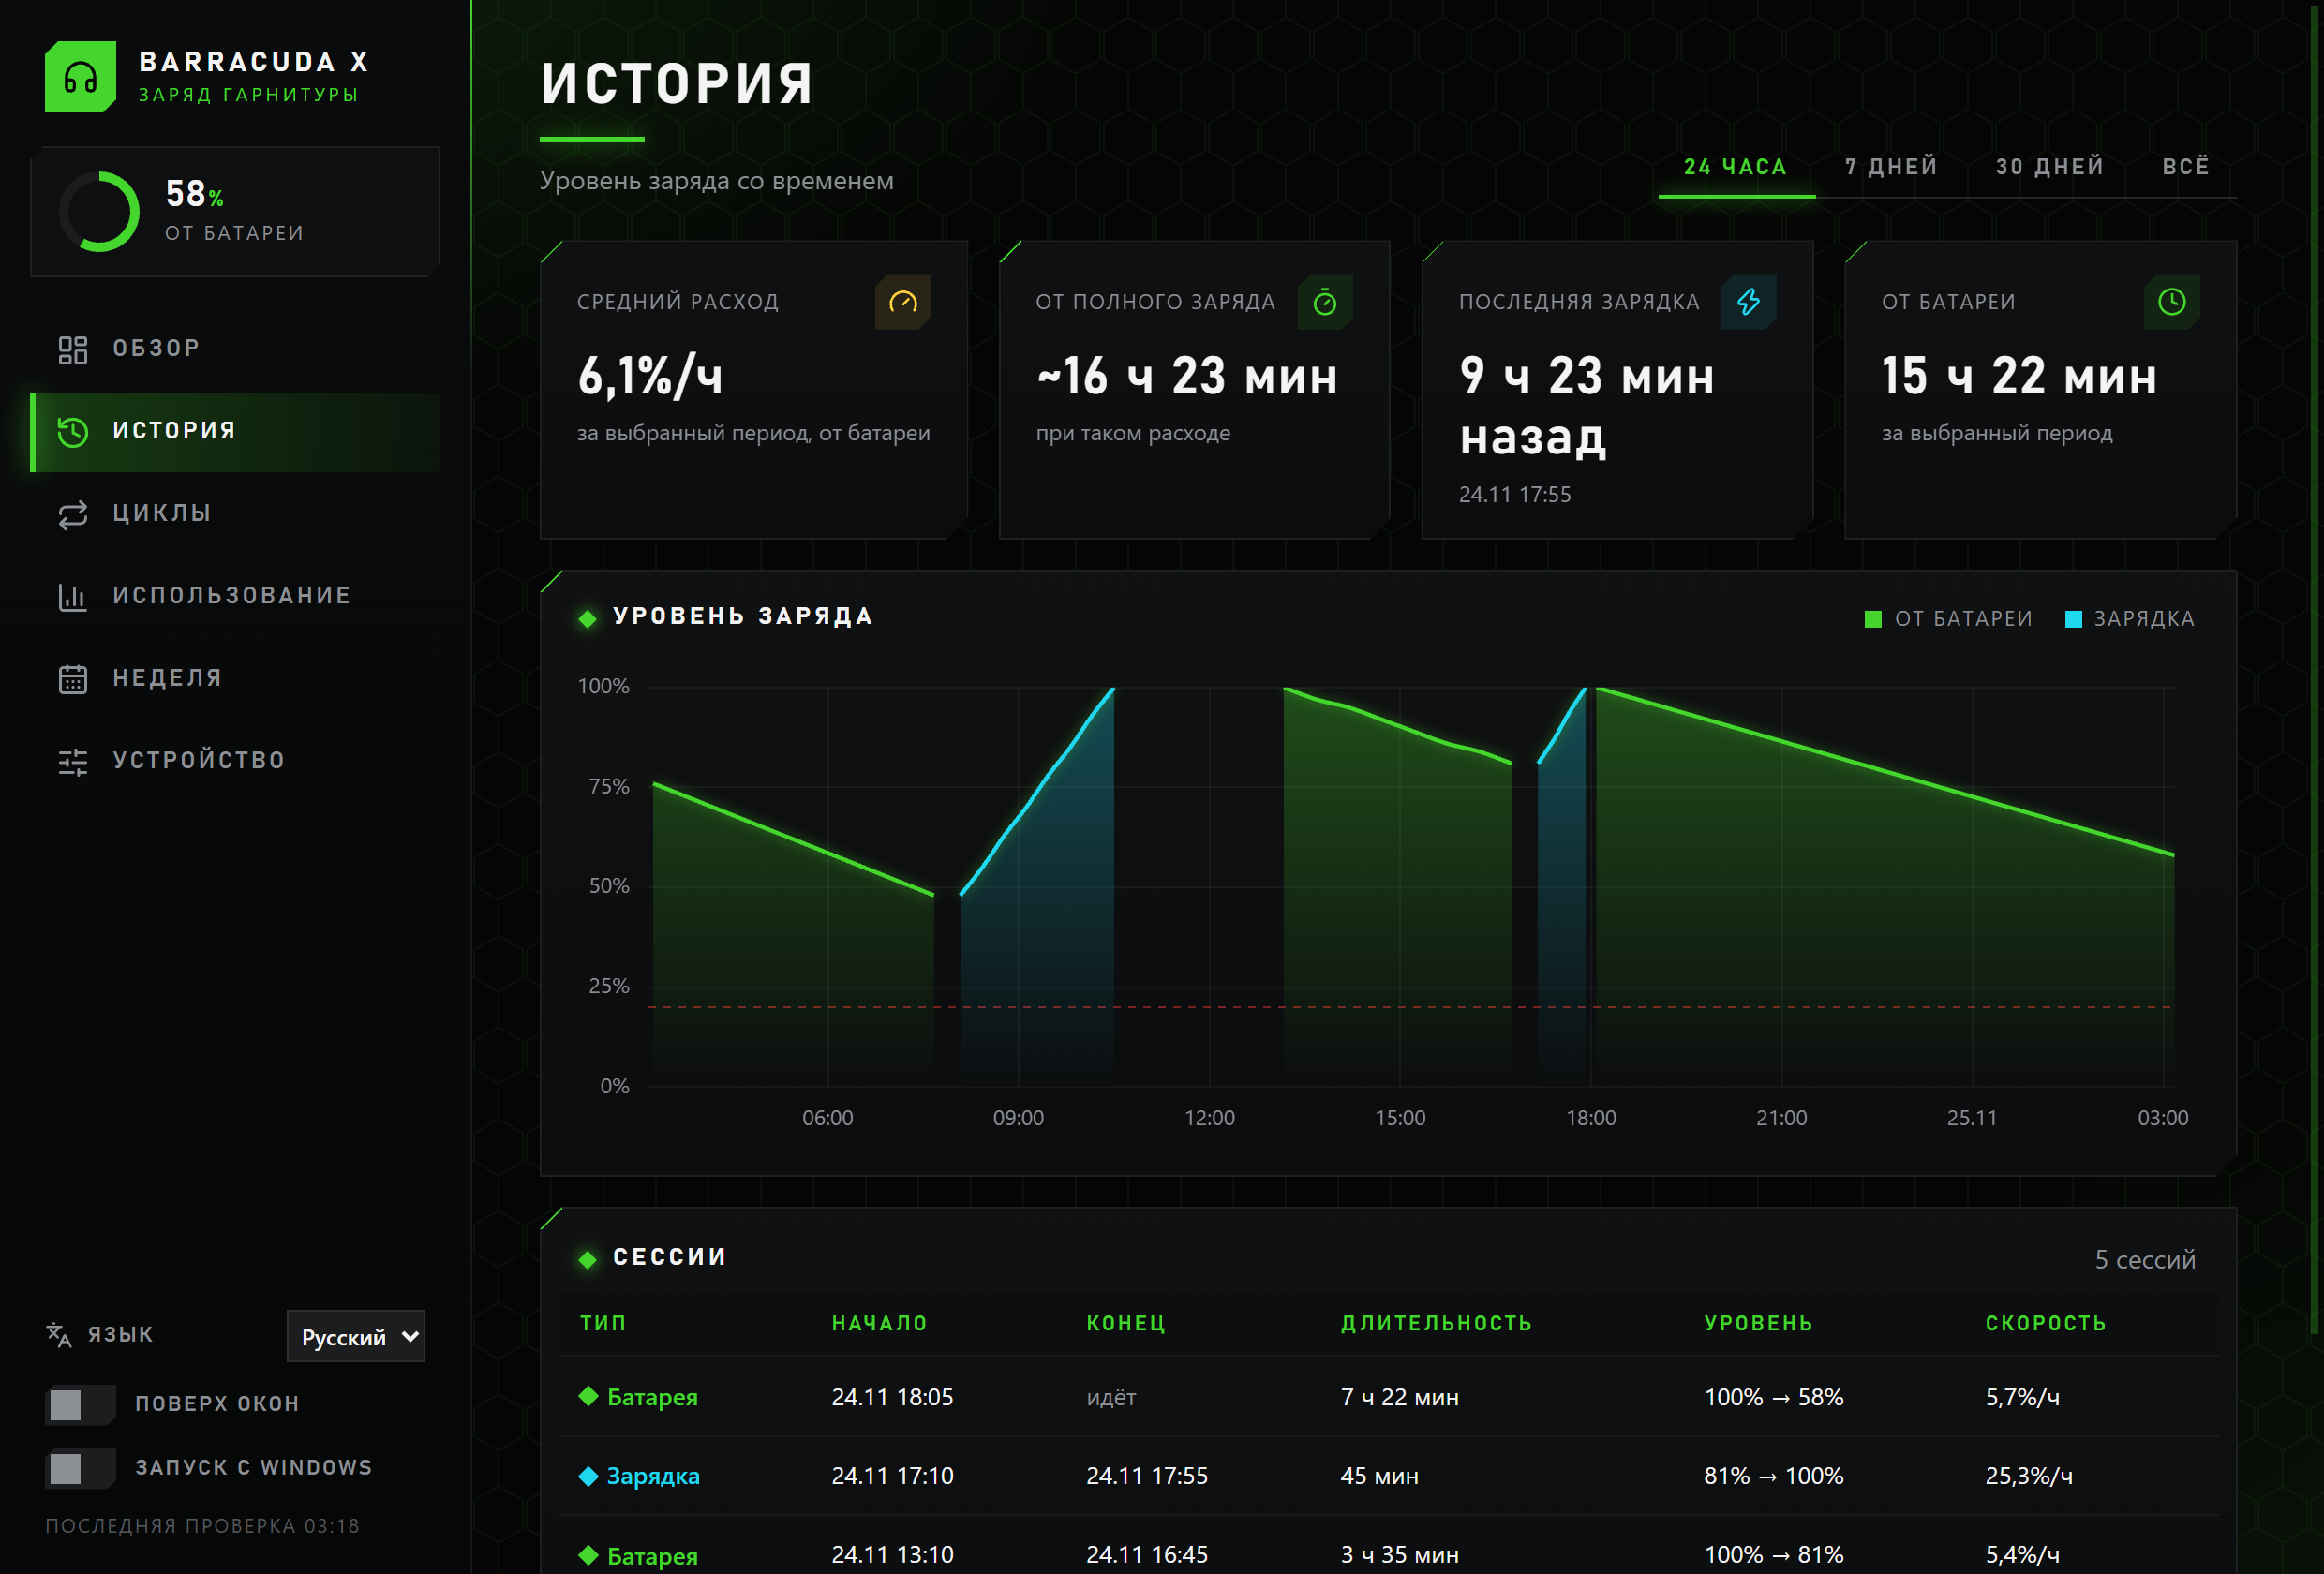 BARRACUDA X
ЗАРЯД ГАРНИТУРЫ
58%
ОТ БАТАРЕИ
ОБЗОР
ИСТОРИЯ
ЦИКЛЫ
ИСПОЛЬЗОВАНИЕ
НЕДЕЛЯ
УСТРОЙСТВО
ЯЗЫК
Русский
ПОВЕРХ ОКОН
ЗАПУСК С WINDOWS
ПОСЛЕДНЯЯ ПРОВЕРКА 03:18
ИСТОРИЯ
Уровень заряда со временем
24 ЧАСА 7 ДНЕЙ 30 ДНЕЙ ВСЁ
СРЕДНИЙ РАСХОД
6,1%/ч
за выбранный период, от батареи
ОТ ПОЛНОГО ЗАРЯДА
~16 ч 23 мин
при таком расходе
ПОСЛЕДНЯЯ ЗАРЯДКА
9 ч 23 мин
назад
24.11 17:55
ОТ БАТАРЕИ
15 ч 22 мин
за выбранный период
УРОВЕНЬ ЗАРЯДА
ОТ БАТАРЕИ ЗАРЯДКА
100%
75%
50%
25%
0%
06:00 09:00 12:00 15:00 18:00 21:00 25.11 03:00
СЕССИИ
5 сессий
ТИП НАЧАЛО КОНЕЦ ДЛИТЕЛЬНОСТЬ УРОВЕНЬ СКОРОСТЬ
Батарея 24.11 18:05 идёт 7 ч 22 мин 100% → 58% 5,7%/ч
Зарядка 24.11 17:10 24.11 17:55 45 мин 81% → 100% 25,3%/ч
Батарея 24.11 13:10 24.11 16:45 3 ч 35 мин 100% → 81% 5,4%/ч